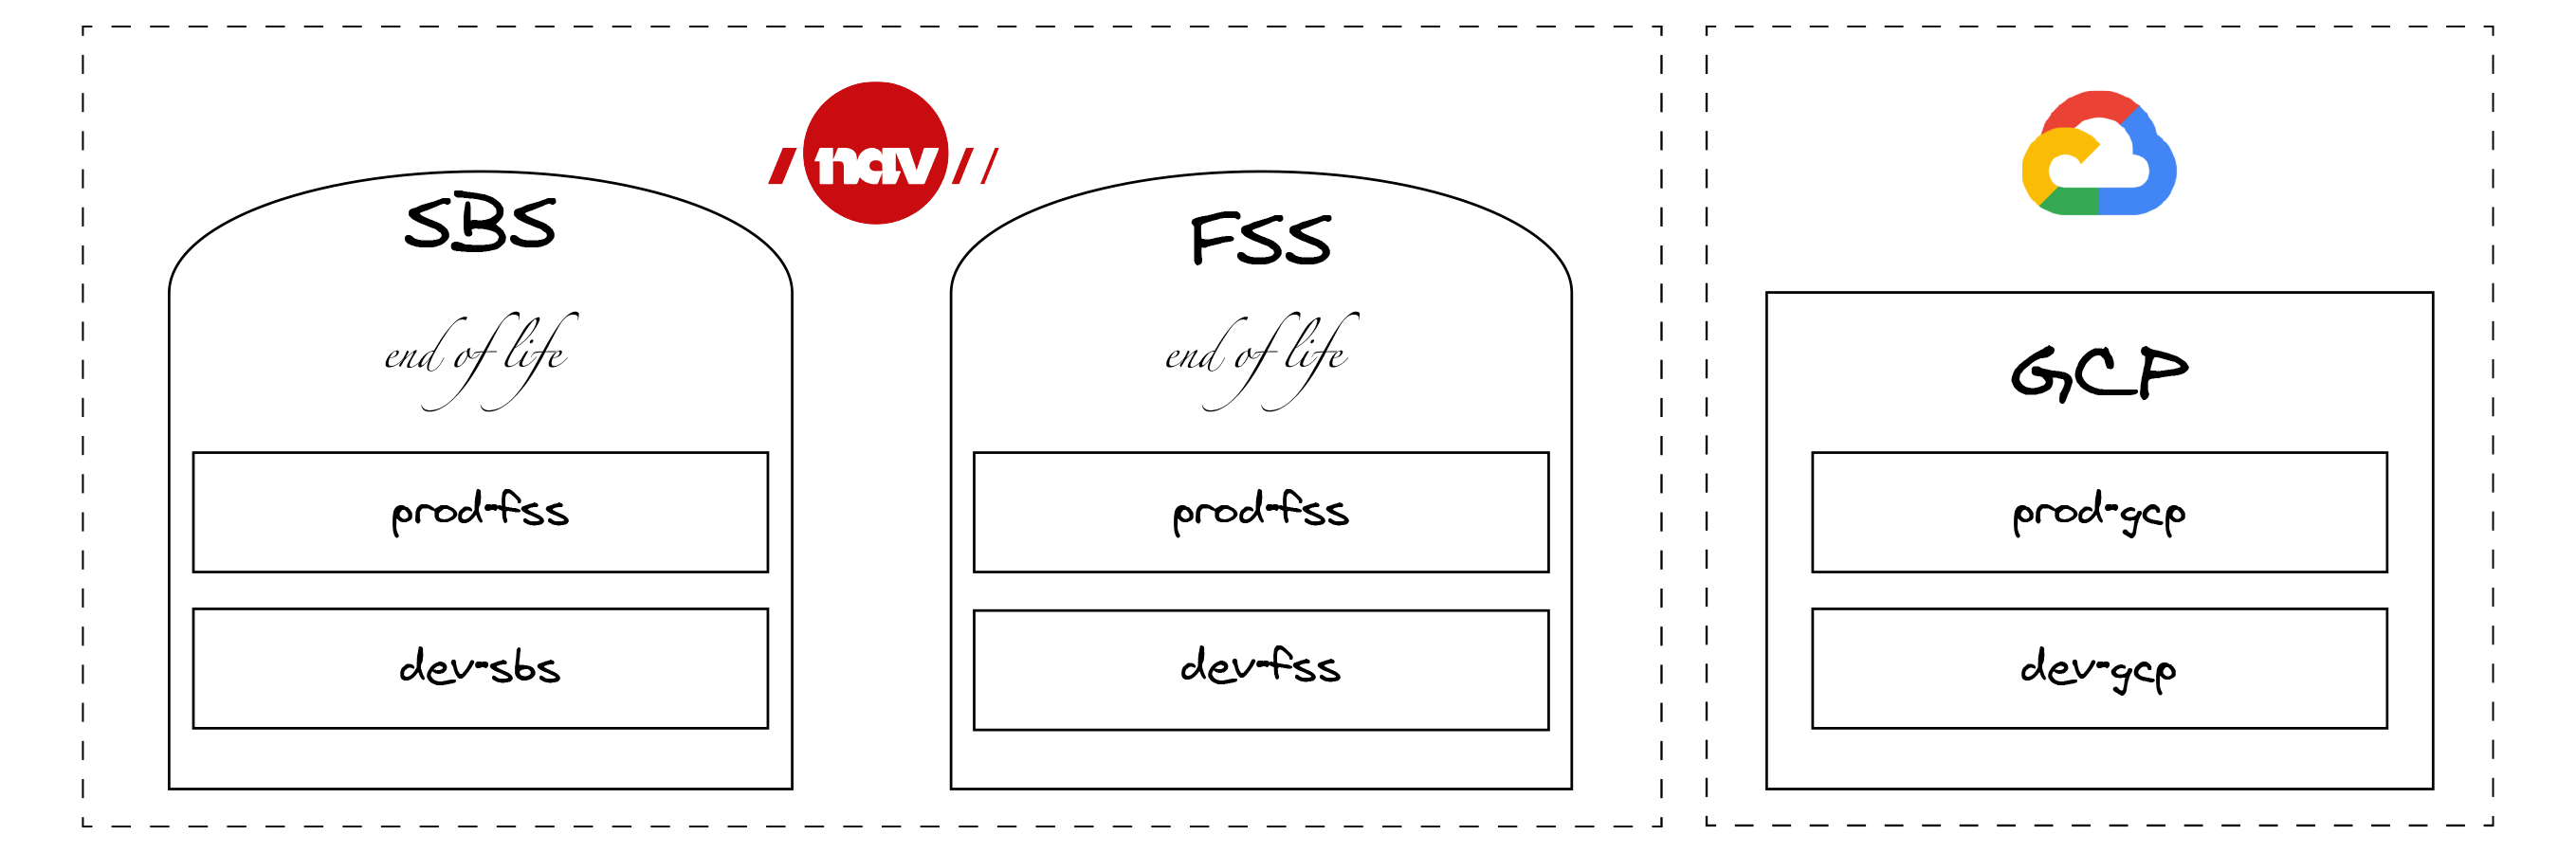 nav
SBS
end of life
prod-fss
dev-sbs
FSS
end of life
prod-fss
dev-fss
GCP
prod-gcp
dev-gcp